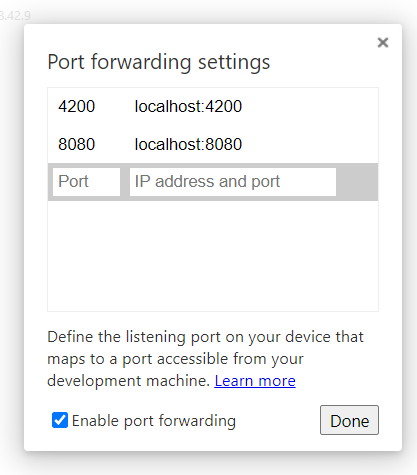 3.42.9
Port forwarding settings
4200 localhost:4200
8080 localhost:8080
Port IP address and port
Define the listening port on your device that
maps to a port accessible from your
development machine. Learn more
Enable port forwarding Done